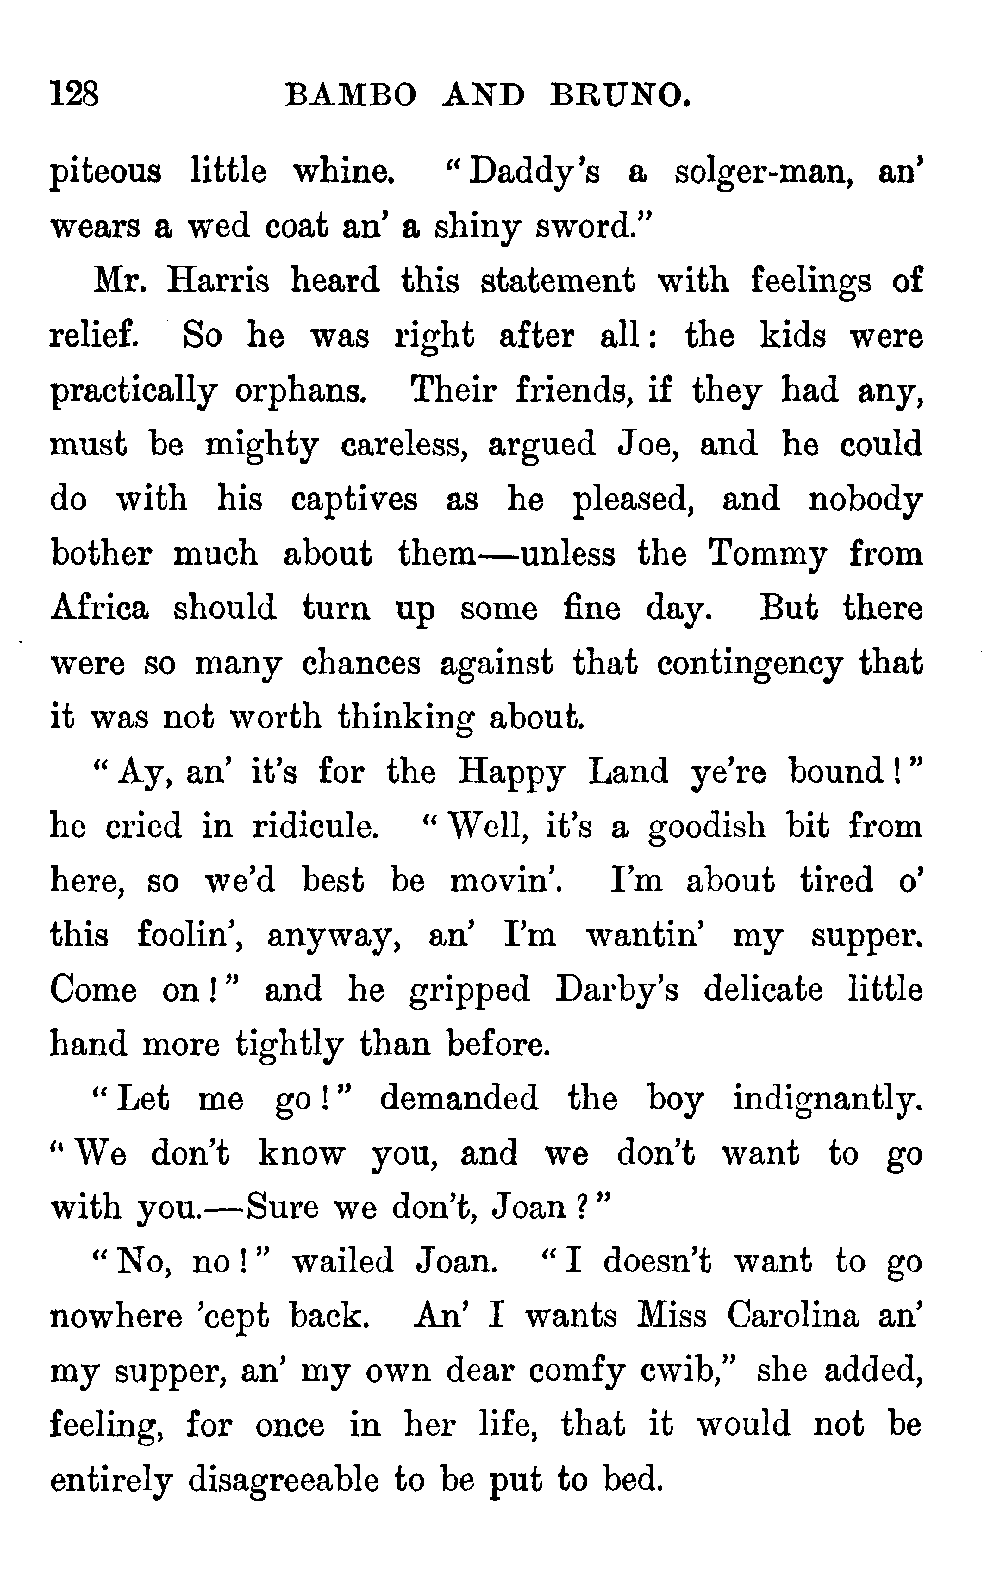 128 BAMBO AND BRUNO.
piteous little whine. "Daddy's a solger-man, an'
wears a wed coat an' a shiny sword."
Mr. Harris heard this statement with feelings of
relief. So he was right after all: the kids were
practically orphans. Their friends, if they had any,
must be mighty careless, argued Joe, and he could
do with his captives as he pleased, and nobody
bother much about them—unless the Tommy from
Africa should turn up some fine day. But there
were so many chances against that contingency that
it was not worth thinking about.
"Ay, an' it's for the Happy Land ye're bound!"
he cried in ridicule. "Well, it's a goodish bit from
here, so we'd best be movin'. I'm about tired o'
this foolin', anyway, an' I'm wantin' my supper.
Come on!" and he gripped Darby's delicate little
hand more tightly than before.
"Let me go!" demanded the boy indignantly.
"We don't know you, and we don't want to go
with you.—Sure we don't, Joan?"
"No, no!" wailed Joan. "I doesn't want to go
nowhere 'cept back. An' I wants Miss Carolina an'
my supper, an' my own dear comfy cwib," she added,
feeling, for once in her life, that it would not be
entirely disagreeable to be put to bed.